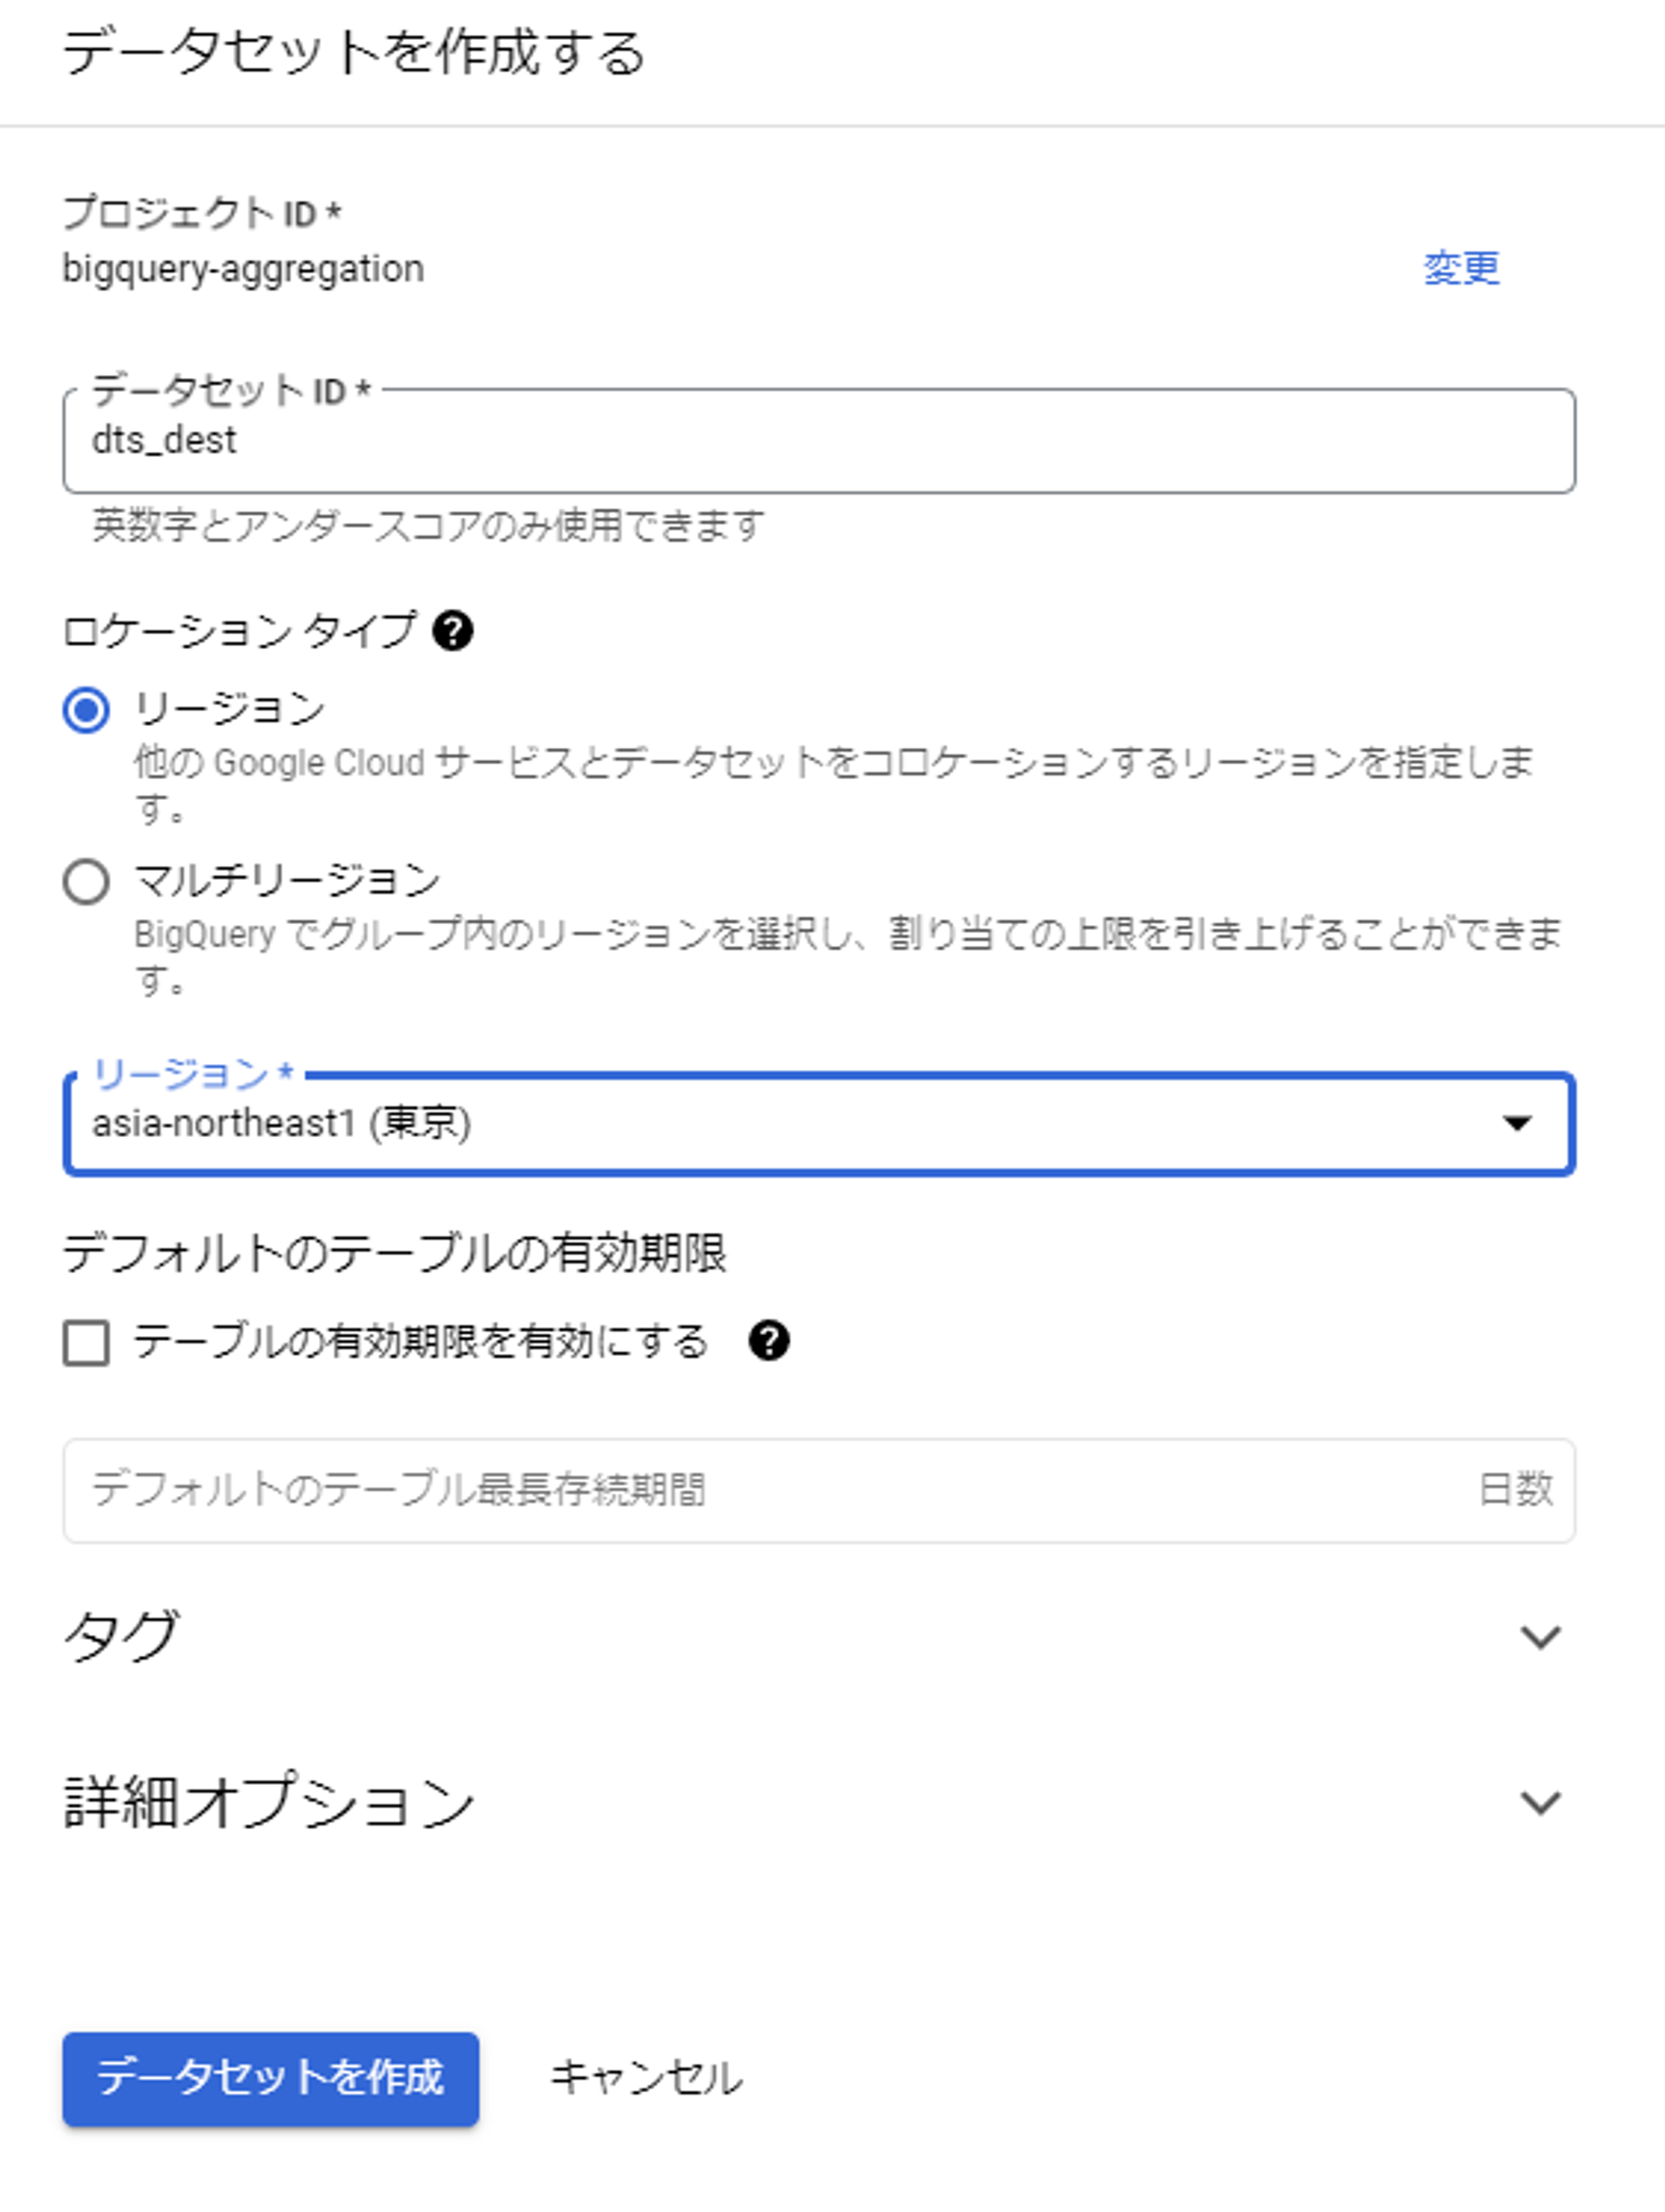 データセットを作成する
プロジェクト ID *
bigquery-aggregation
変更
データセット ID *
dts_dest
英数字とアンダースコアのみ使用できます
ロケーション タイプ
リージョン
他の Google Cloud サービスとデータセットをコロケーションするリージョンを指定しま
す。
マルチリージョン
BigQuery でグループ内のリージョンを選択し、割り当ての上限を引き上げることができま
す。
リージョン *
asia-northeast1 (東京)
デフォルトのテーブルの有効期限
テーブルの有効期限を有効にする
デフォルトのテーブル最長存続期間
日数
タグ
詳細オプション
データセットを作成
キャンセル